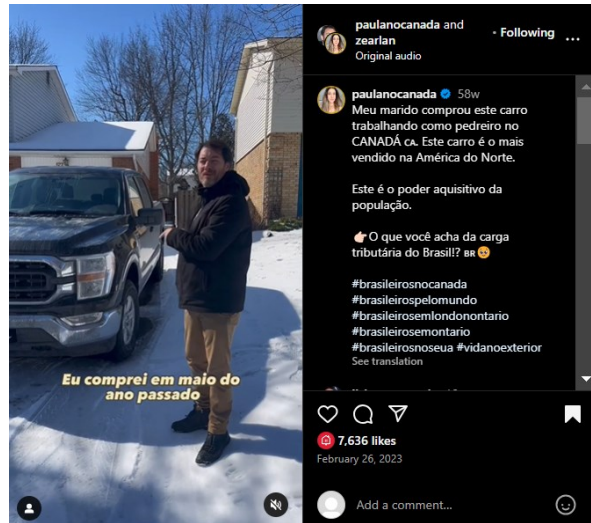 paulanocanada and
zearlan
Original audio
• Following
...
paulanocanada 58w
Meu marido comprou este carro
trabalhando como pedreiro no
CANADÁ CA. Este carro é o mais
vendido na América do Norte.
Este é o poder aquisitivo da
população.
👉🏻O que você acha da carga
tributária do Brasil!? BR🥹
#brasileirosnocanada
#brasileirospelomundo
#brasileirosemlondonontario
#brasileirosemontario
#brasileirosnoseua #vidanoexterior
See translation
Eu comprei em maio do
ano passado
7,636 likes
February 26, 2023
Add a comment...